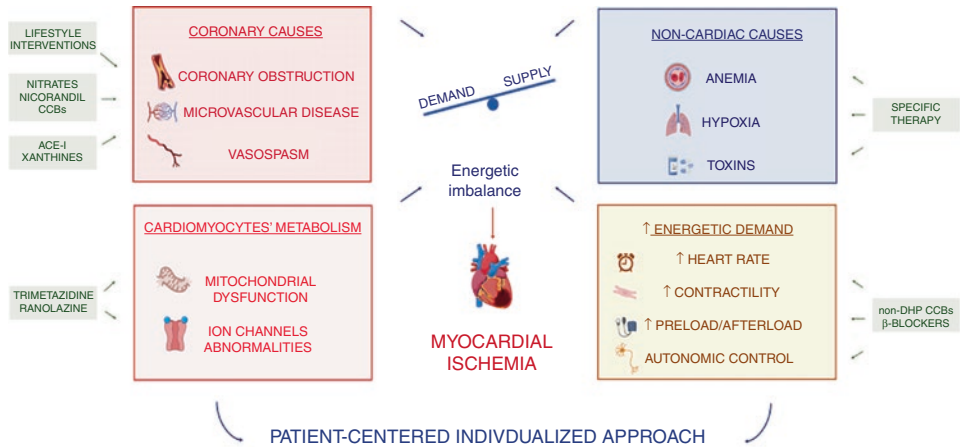 LIFESTYLE
INTERVENTIONS
NITRATES
NICORANDIL
CCBs
ACE-I
XANTHINES
CORONARY CAUSES
CORONARY OBSTRUCTION
MICROVASCULAR DISEASE
VASOSPASM
DEMAND SUPPLY
Energetic
imbalance
NON-CARDIAC CAUSES
ANEMIA
HYPOXIA
TOXINS
SPECIFIC
THERAPY
TRIMETAZIDINE
RANOLAZINE
CARDIOMYOCYTES' METABOLISM
MITOCHONDRIAL
DYSFUNCTION
ION CHANNELS
ABNORMALITIES
MYOCARDIAL
ISCHEMIA
↑ ENERGETIC DEMAND
↑ HEART RATE
↑ CONTRACTILITY
↑ PRELOAD/AFTERLOAD
AUTONOMIC CONTROL
non-DHP CCBs
β-BLOCKERS
PATIENT-CENTERED INDIVDUALIZED APPROACH